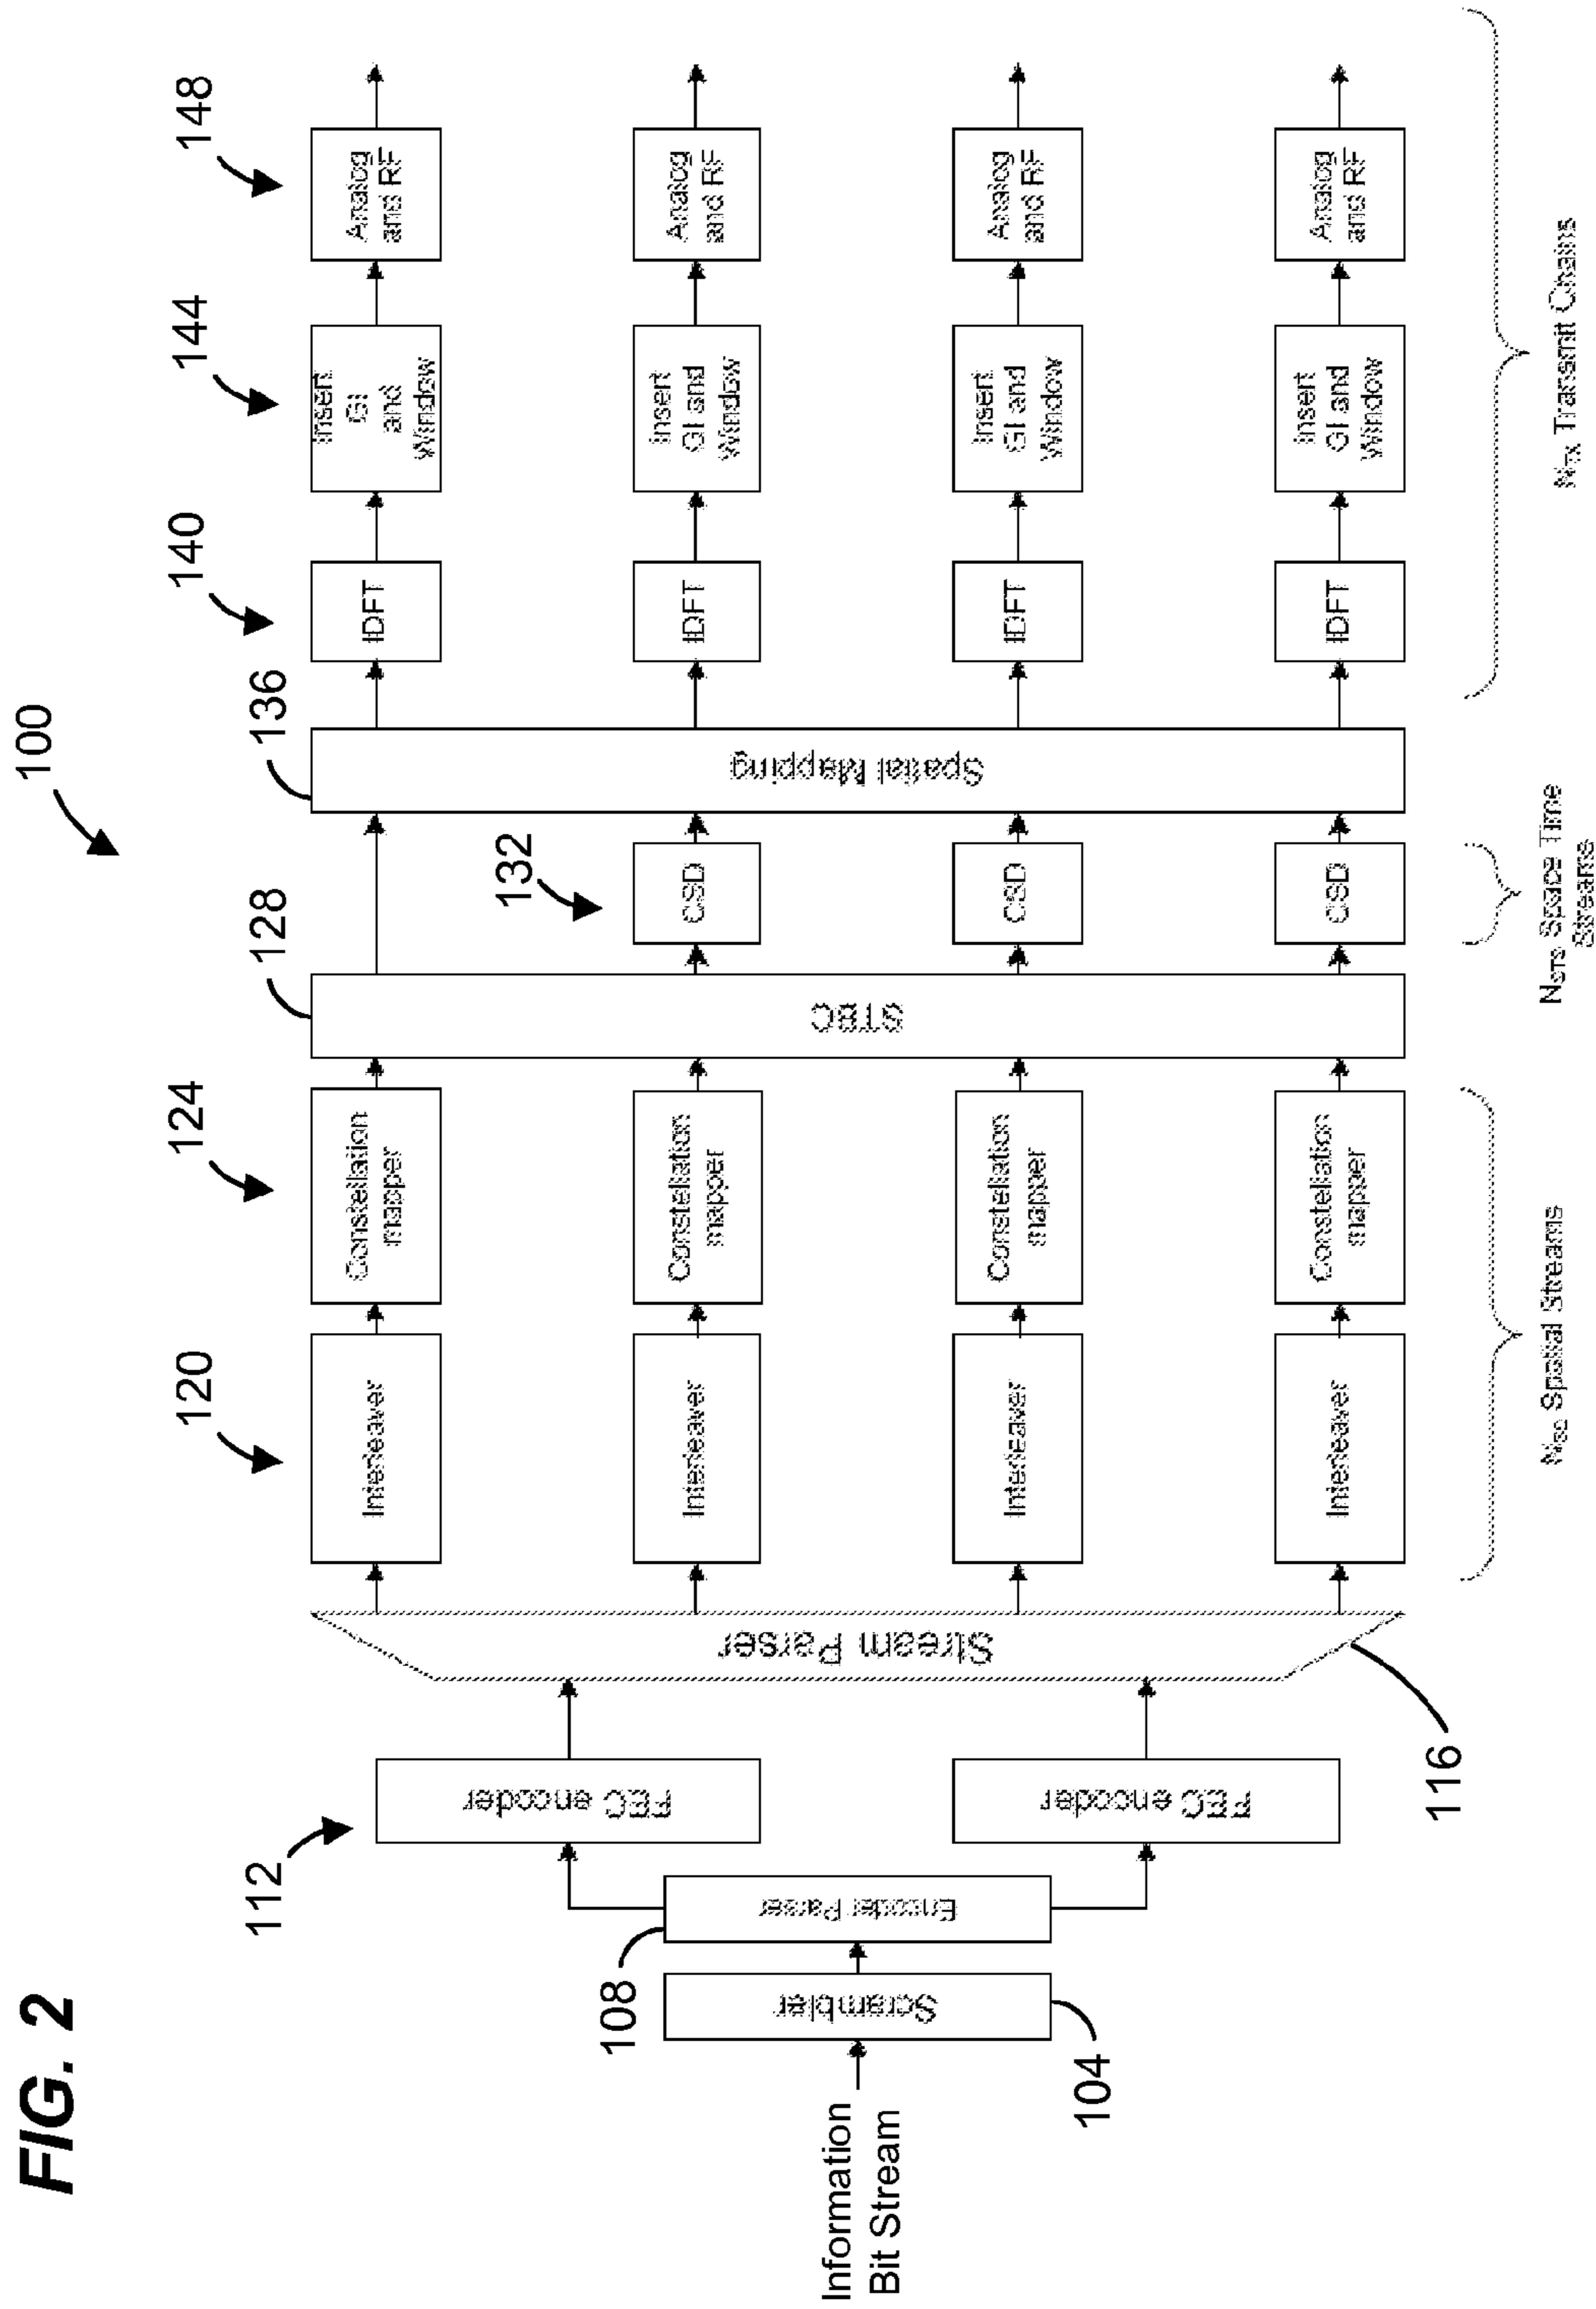 FIG. 2
100
Information
Bit Stream
104
Scrambler
108
Encoder Parser
112
FEC encoder
FEC encoder
116
Stream Parser
120
Interleaver
Interleaver
Interleaver
Interleaver
124
Constellation
mapper
Constellation
mapper
Constellation
mapper
Constellation
mapper
128
STBC
132
CSD
CSD
CSD
136
Spatial Mapping
140
IDFT
IDFT
IDFT
IDFT
144
Insert
GI
and
Window
Insert
GI and
Window
Insert
GI and
Window
Insert
GI and
Window
148
Analog
and RF
Analog
and RF
Analog
and RF
Analog
and RF
NSS Spatial Streams
NSTS Space Time
Streams
NTX Transmit Chains